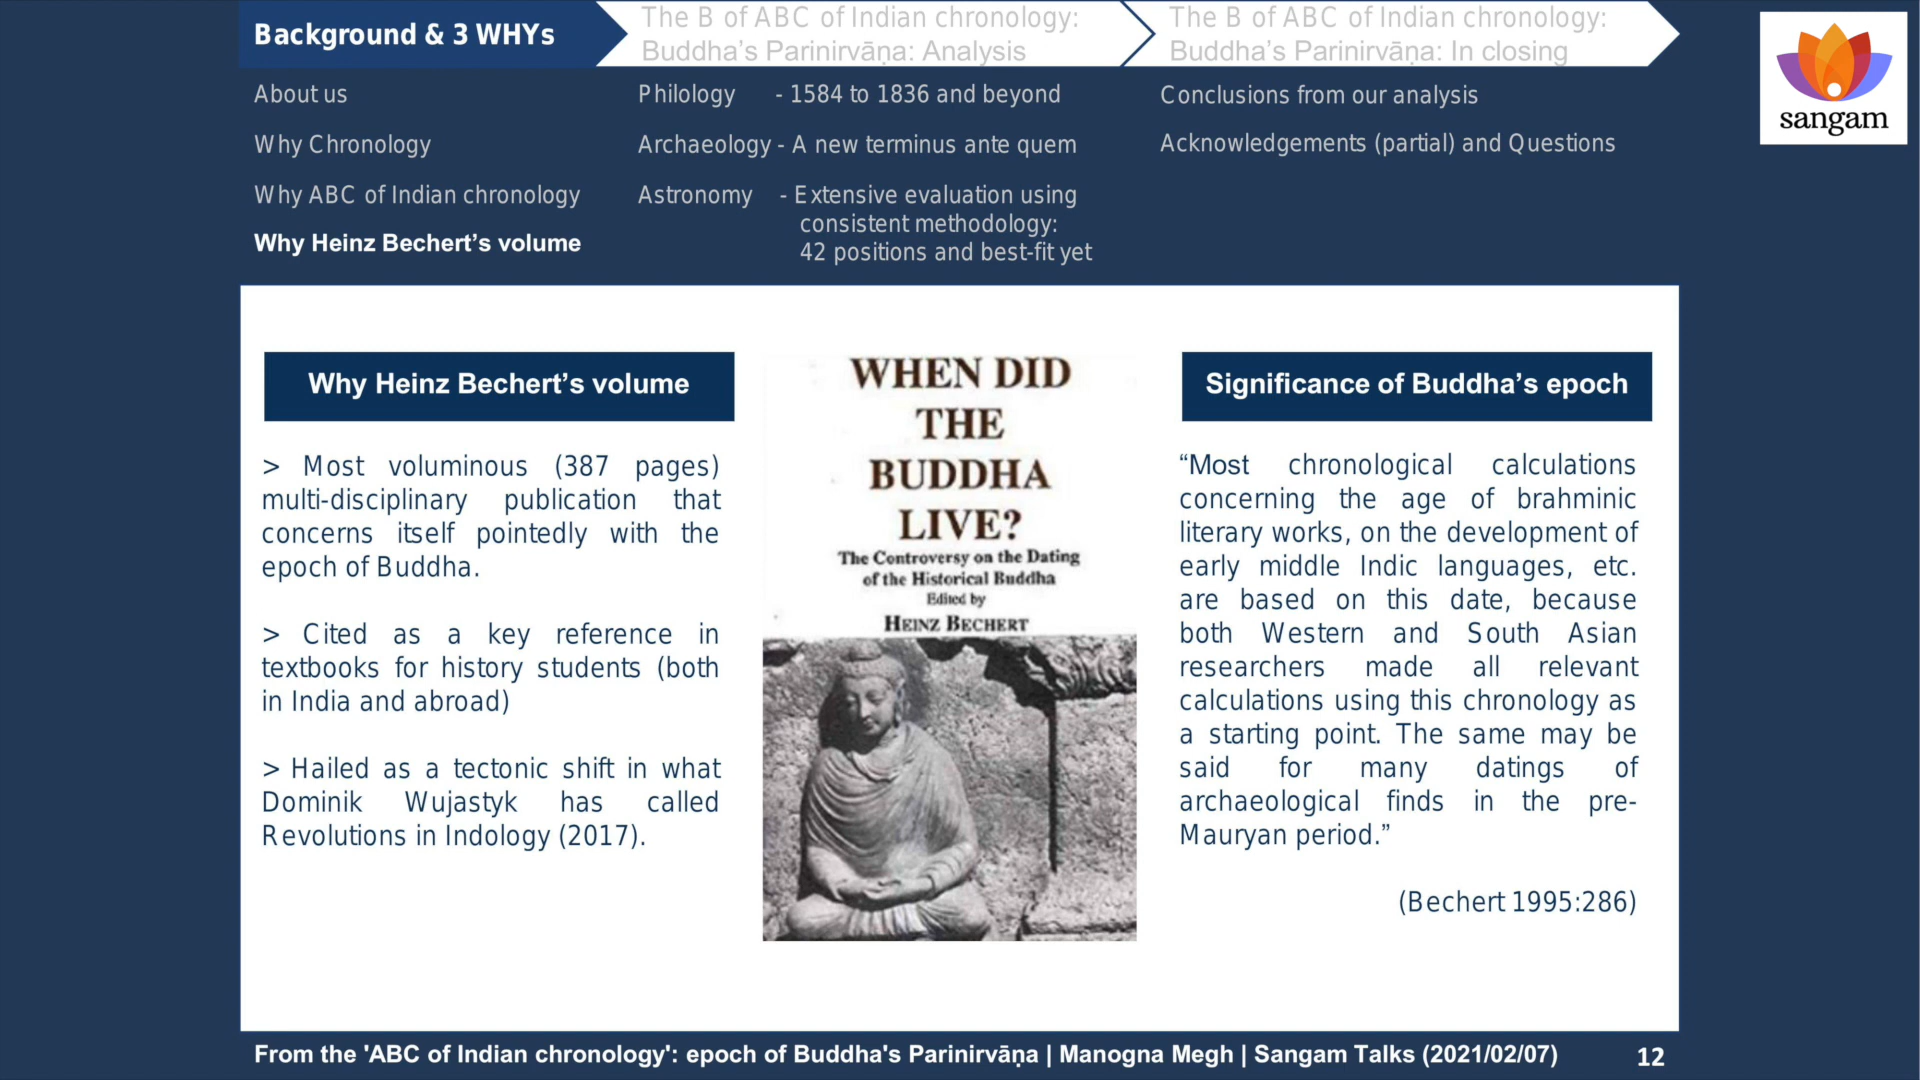 Background & 3 WHYs
The B of ABC of Indian chronology:
Buddha’s Parinirvāṇa: Analysis
The B of ABC of Indian chronology:
Buddha’s Parinirvāṇa: In closing
sangam
About us
Why Chronology
Why ABC of Indian chronology
Why Heinz Bechert’s volume
Philology - 1584 to 1836 and beyond
Archaeology - A new terminus ante quem
Astronomy - Extensive evaluation using
consistent methodology:
42 positions and best-fit yet
Conclusions from our analysis
Acknowledgements (partial) and Questions
Why Heinz Bechert’s volume
> Most voluminous (387 pages)
multi-disciplinary publication that
concerns itself pointedly with the
epoch of Buddha.
> Cited as a key reference in
textbooks for history students (both
in India and abroad)
> Hailed as a tectonic shift in what
Dominik Wujastyk has called
Revolutions in Indology (2017).
WHEN DID
THE
BUDDHA
LIVE?
The Controversy on the Dating
of the Historical Buddha
Edited by
HEINZ BECHERT
Significance of Buddha’s epoch
“Most chronological calculations
concerning the age of brahminic
literary works, on the development of
early middle Indic languages, etc.
are based on this date, because
both Western and South Asian
researchers made all relevant
calculations using this chronology as
a starting point. The same may be
said for many datings of
archaeological finds in the pre-
Mauryan period.”
(Bechert 1995:286)
From the 'ABC of Indian chronology': epoch of Buddha's Parinirvāṇa | Manogna Megh | Sangam Talks (2021/02/07)
12